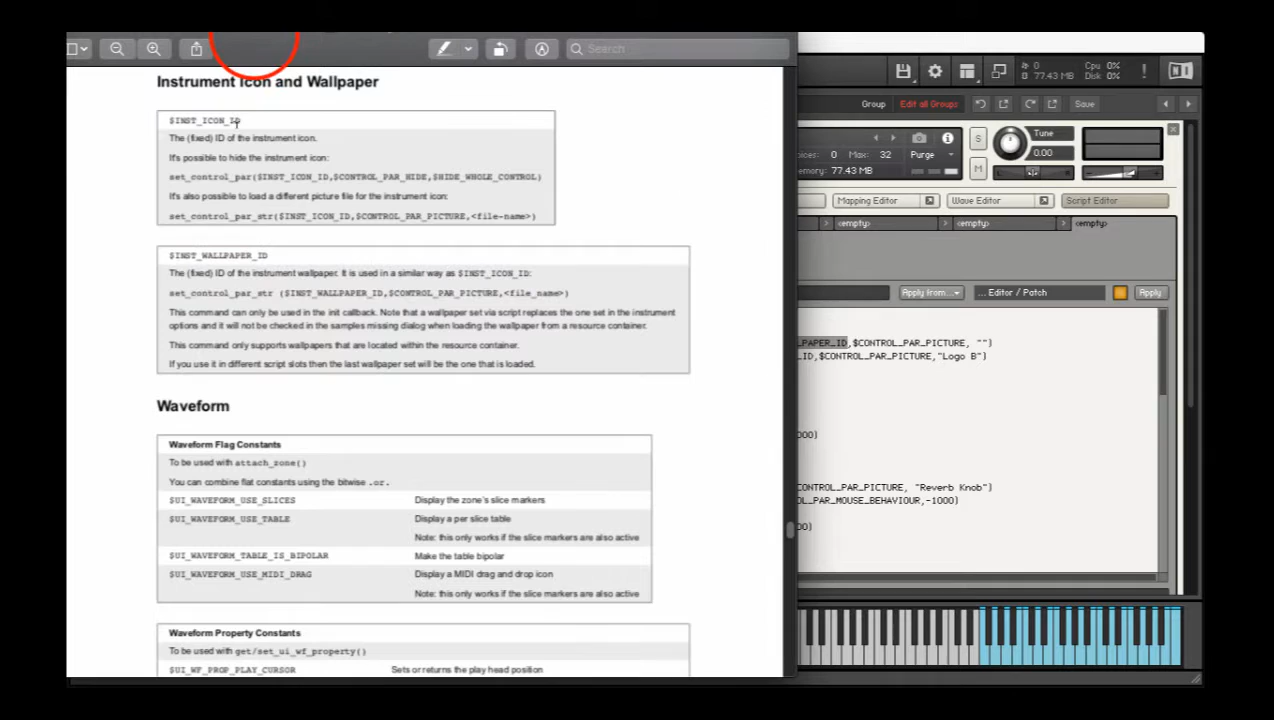 Search
Instrument Icon and Wallpaper
$INST_ICON_ID
The (fixed) ID of the instrument icon.
It's possible to hide the instrument icon:
set_control_par($INST_ICON_ID,$CONTROL_PAR_HIDE,$HIDE_WHOLE_CONTROL)
It's also possible to load a different picture file for the instrument icon:
set_control_par_str($INST_ICON_ID,$CONTROL_PAR_PICTURE,<file-name>)
$INST_WALLPAPER_ID
The (fixed) ID of the instrument wallpaper. It is used in a similar way as $INST_ICON_ID:
set_control_par_str ($INST_WALLPAPER_ID,$CONTROL_PAR_PICTURE,<file_name>)
This command can only be used in the init callback. Note that a wallpaper set via script replaces the one set in the instrument
options and it will not be checked in the samples missing dialog when loading the wallpaper from a resource container.
This command only supports wallpapers that are located within the resource container.
If you use it in different script slots then the last wallpaper set will be the one that is loaded.
Waveform
Waveform Flag Constants
To be used with attach_zone()
You can combine flat constants using the bitwise .or.
$UI_WAVEFORM_USE_SLICES Display the zone's slice markers
$UI_WAVEFORM_USE_TABLE Display a per slice table
Note: this only works if the slice markers are also active
$UI_WAVEFORM_TABLE_IS_BIPOLAR Make the table bipolar
$UI_WAVEFORM_USE_MIDI_DRAG Display a MIDI drag and drop icon
Note: this only works if the slice markers are also active
Waveform Property Constants
To be used with get/set_ui_wf_property()
$UI_WF_PROP_PLAY_CURSOR Sets or returns the play head position
0 Cpu 0%
77.43 MB Disk 0%
Group Edit all Groups Save
oices: 0 Max: 32 Purge
emory: 77.43 MB
S
M
Tune
0.00
Mapping Editor Wave Editor Script Editor
<empty> <empty> <empty>
Apply from... ... Editor / Patch Apply
_PAPER_ID,$CONTROL_PAR_PICTURE, "")
_ID,$CONTROL_PAR_PICTURE,"Logo B")
000)
CONTROL_PAR_PICTURE, "Reverb Knob")
OL_PAR_MOUSE_BEHAVIOUR,-1000)
00)